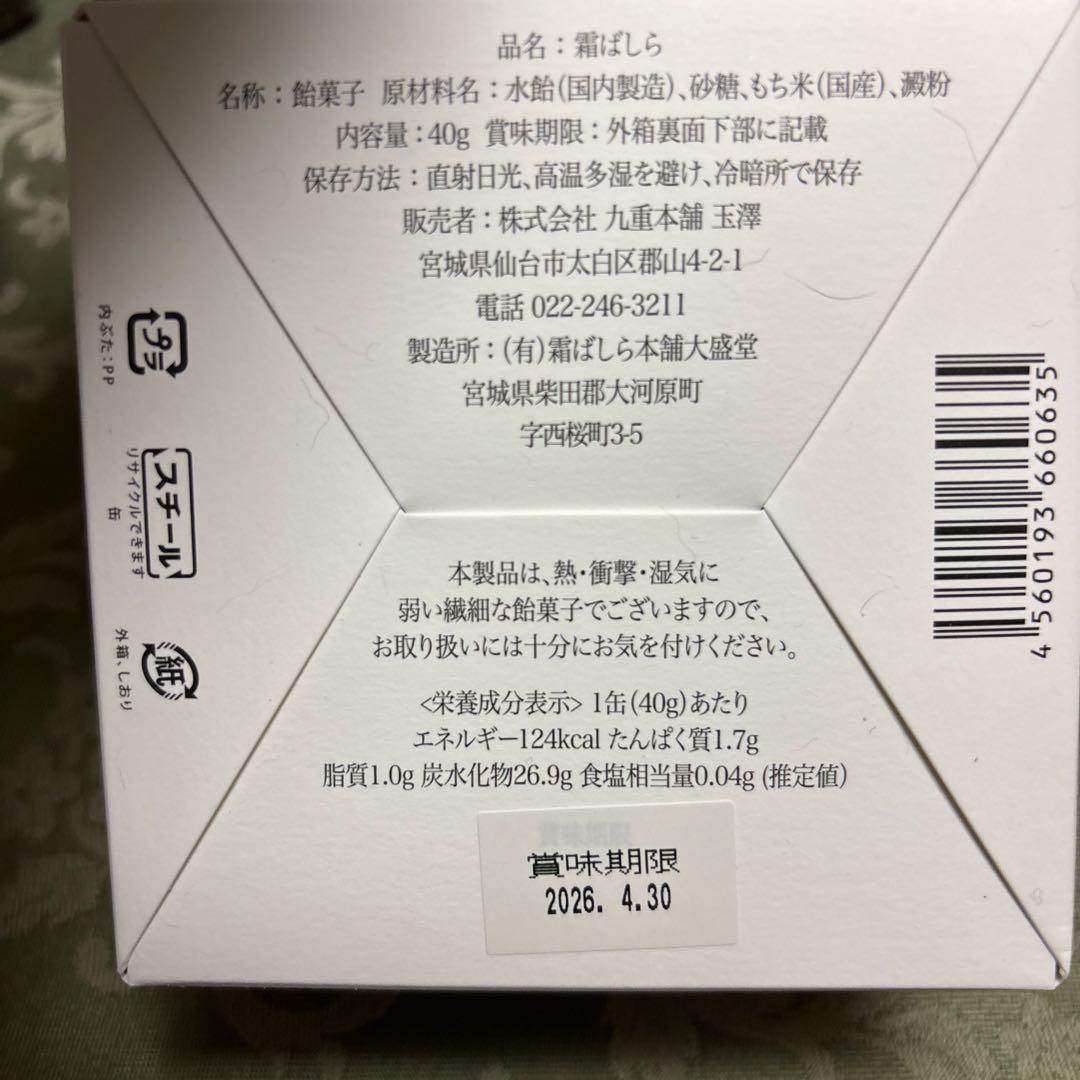 品名：霜ばしら
名称：飴菓子 原材料名：水飴(国内製造)、砂糖、もち米(国産)、澱粉
内容量：40g 賞味期限：外箱裏面下部に記載
保存方法：直射日光、高温多湿を避け、冷暗所で保存
販売者：株式会社 九重本舗 玉澤
宮城県仙台市太白区郡山4-2-1
電話 022-246-3211
製造所：(有)霜ばしら本舗大盛堂
宮城県柴田郡大河原町
字西桜町3-5
プラ
内ぶた：PP
スチール
リサイクルできます
缶
紙
外箱、しおり
4 560193 660635
本製品は、熱・衝撃・湿気に
弱い繊細な飴菓子でございますので、
お取り扱いには十分にお気を付けください。
<栄養成分表示> 1缶(40g)あたり
エネルギー124kcal たんぱく質1.7g
脂質1.0g 炭水化物26.9g 食塩相当量0.04g (推定値)
賞味期限
2026. 4.30